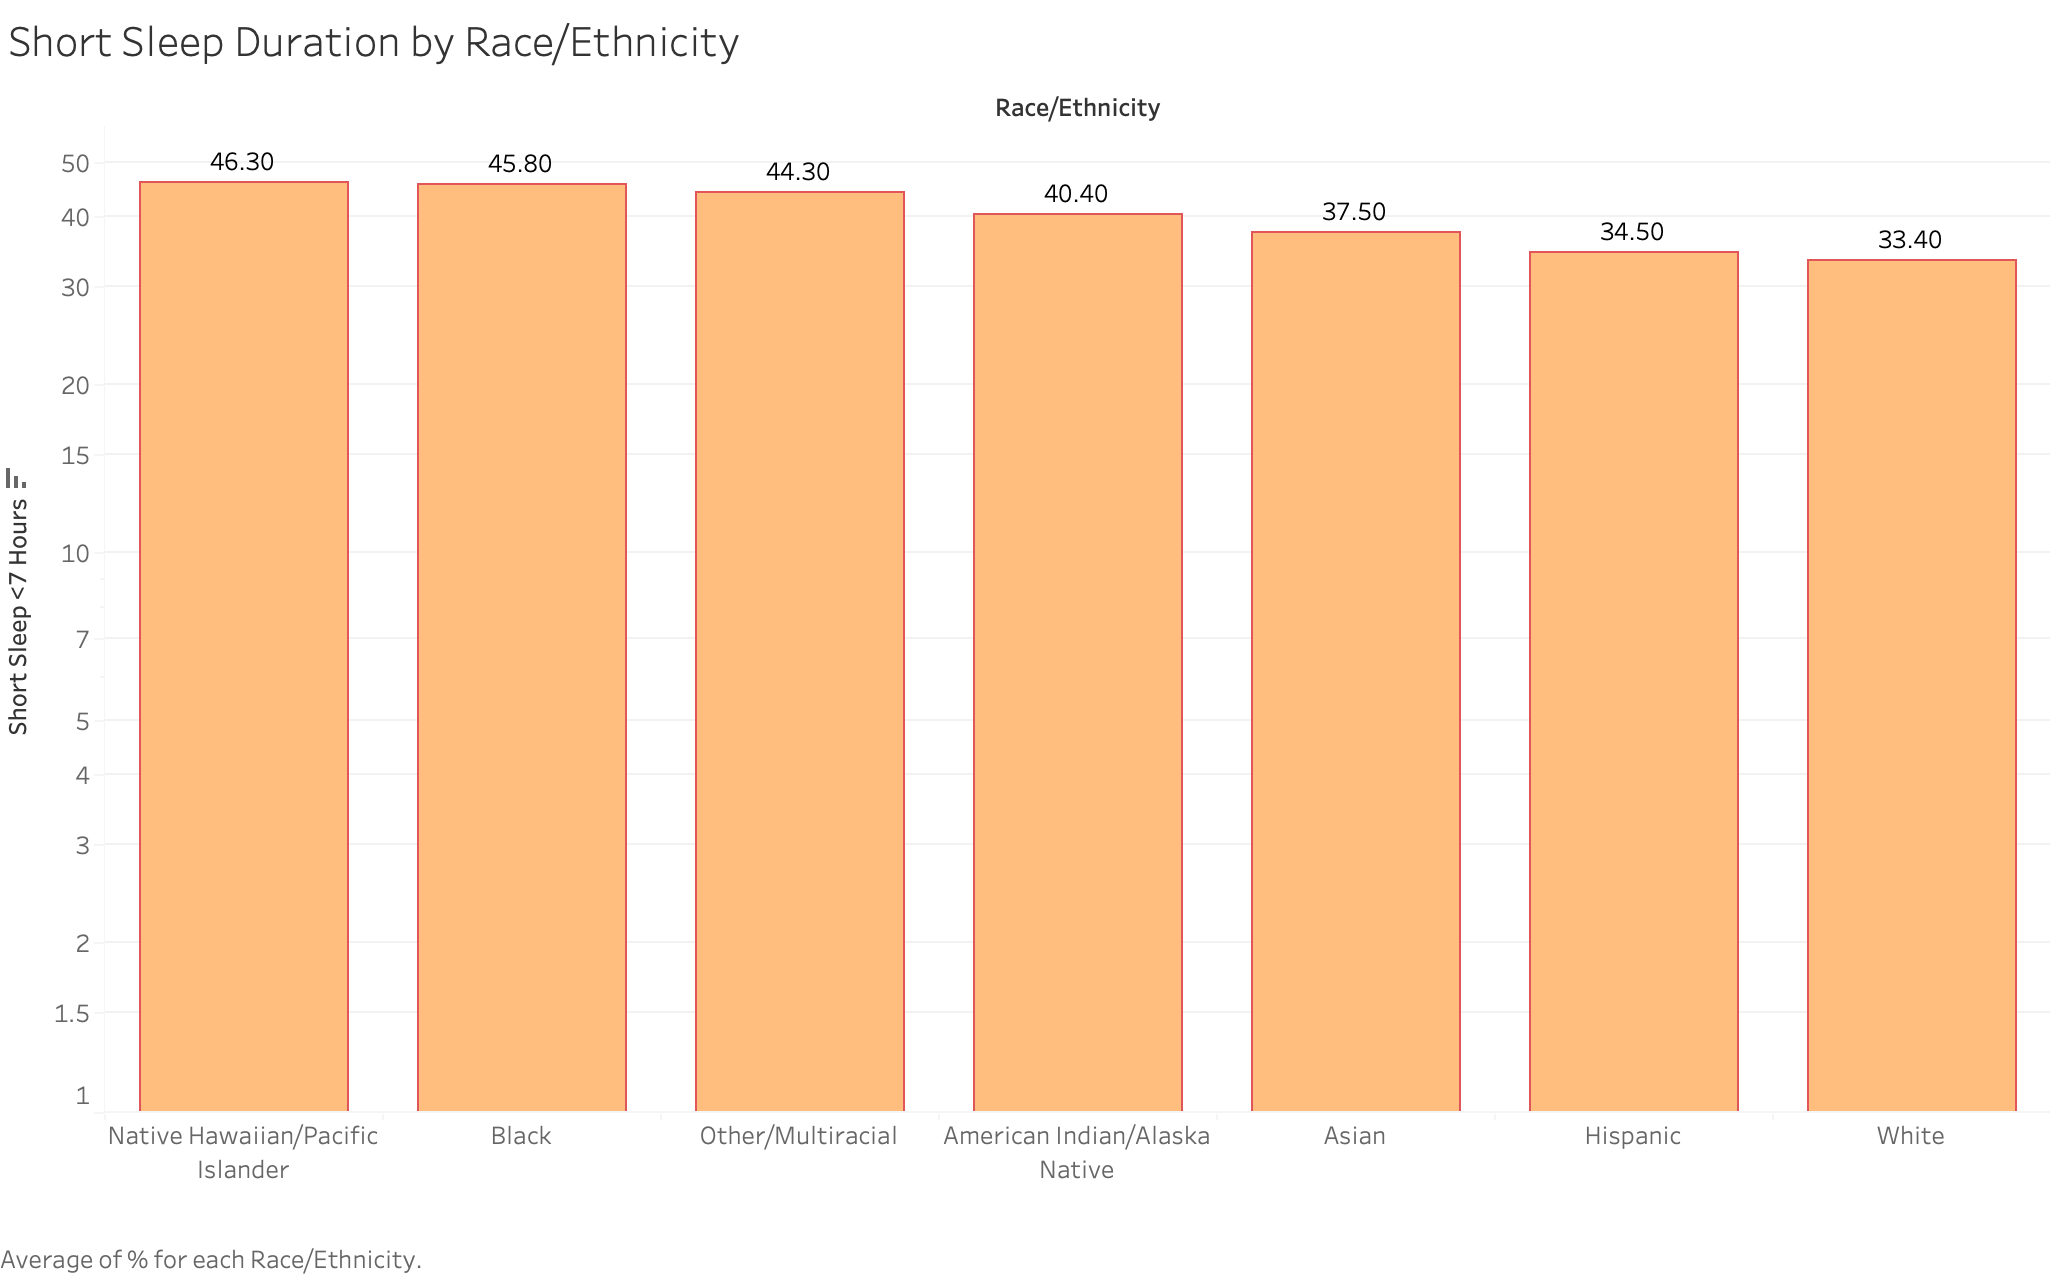 Short Sleep Duration by Race/Ethnicity
Race/Ethnicity
Short Sleep <7 Hours
50
40
30
20
15
10
7
5
4
3
2
1.5
1
46.30
45.80
44.30
40.40
37.50
34.50
33.40
Native Hawaiian/Pacific
Islander
Black
Other/Multiracial
American Indian/Alaska
Native
Asian
Hispanic
White
Average of % for each Race/Ethnicity.